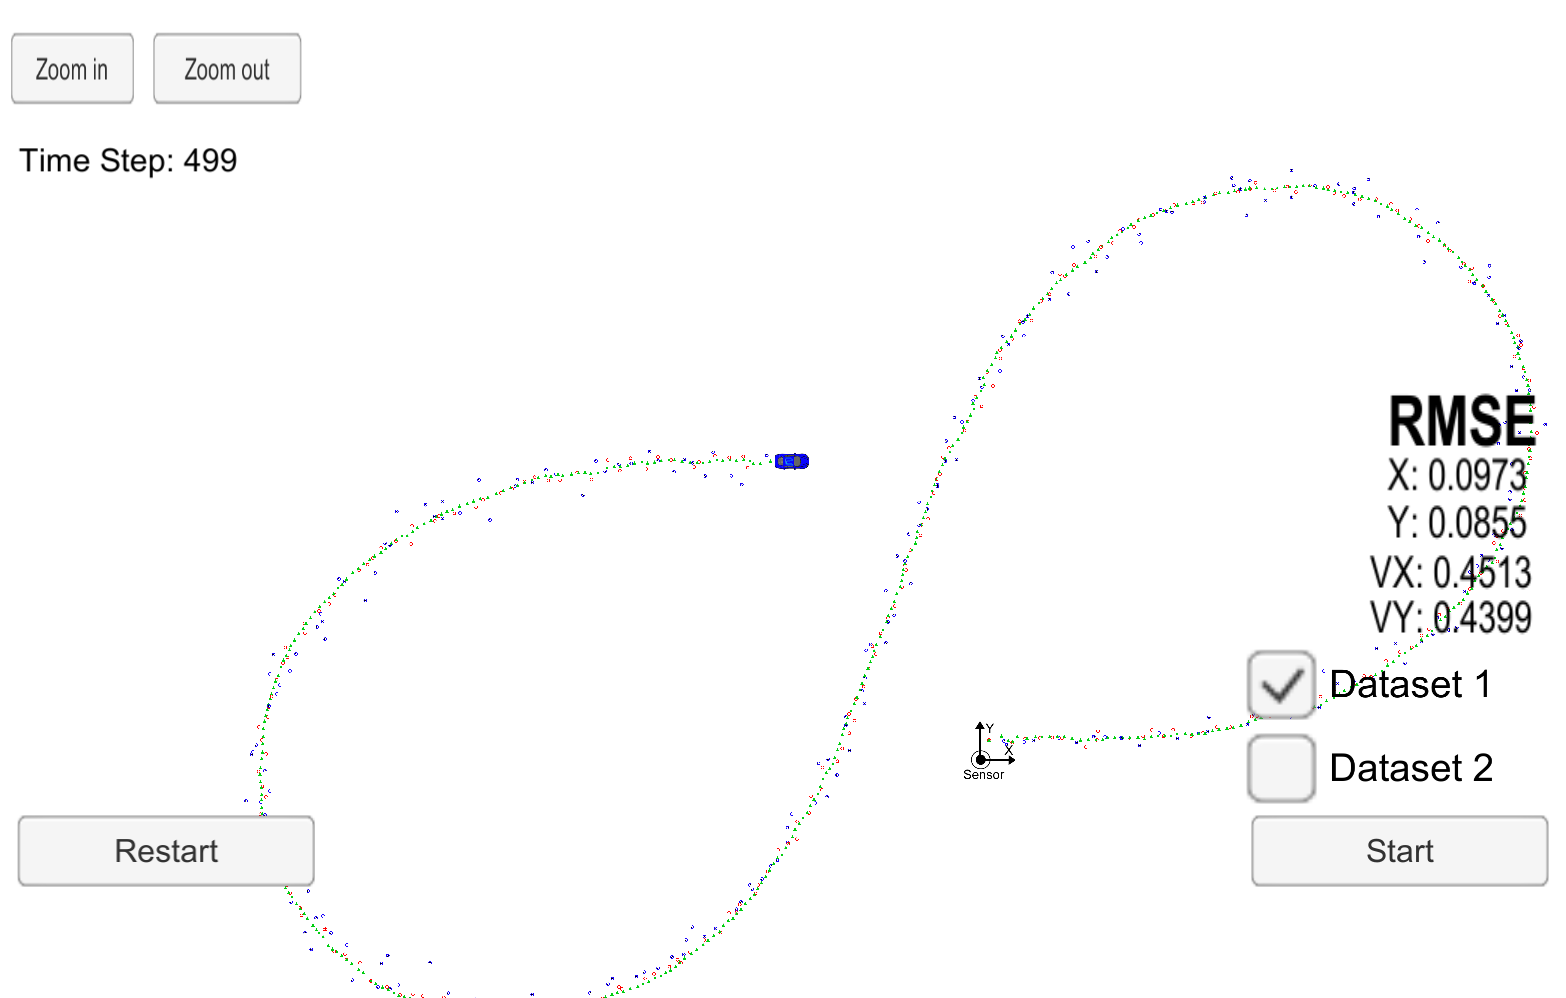 Zoom in
Zoom out
Time Step: 499
RMSE
X: 0.0973
Y: 0.0855
VX: 0.4513
VY: 0.4399
Dataset 1
Y
X
Sensor
Dataset 2
Restart
Start